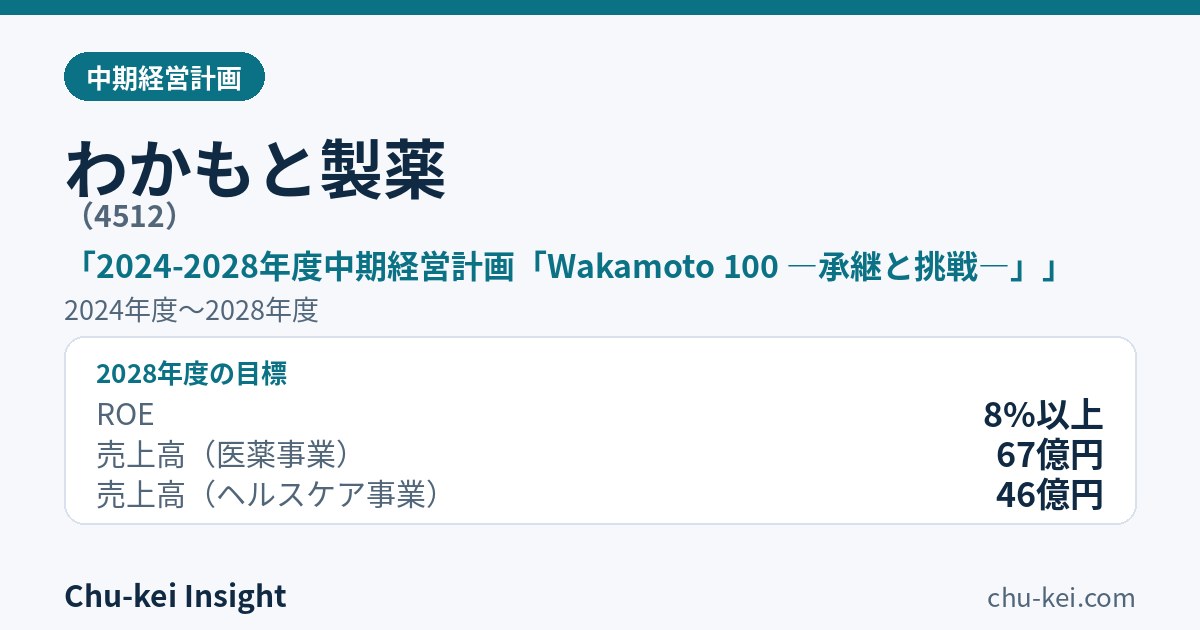 中期経営計画
わかもと製薬
（4512）
「2024-2028年度中期経営計画「Wakamoto 100 ―承継と挑戦―」」
2024年度〜2028年度
2028年度の目標
ROE 8%以上
売上高（医薬事業） 67億円
売上高（ヘルスケア事業） 46億円
Chu-kei Insight chu-kei.com